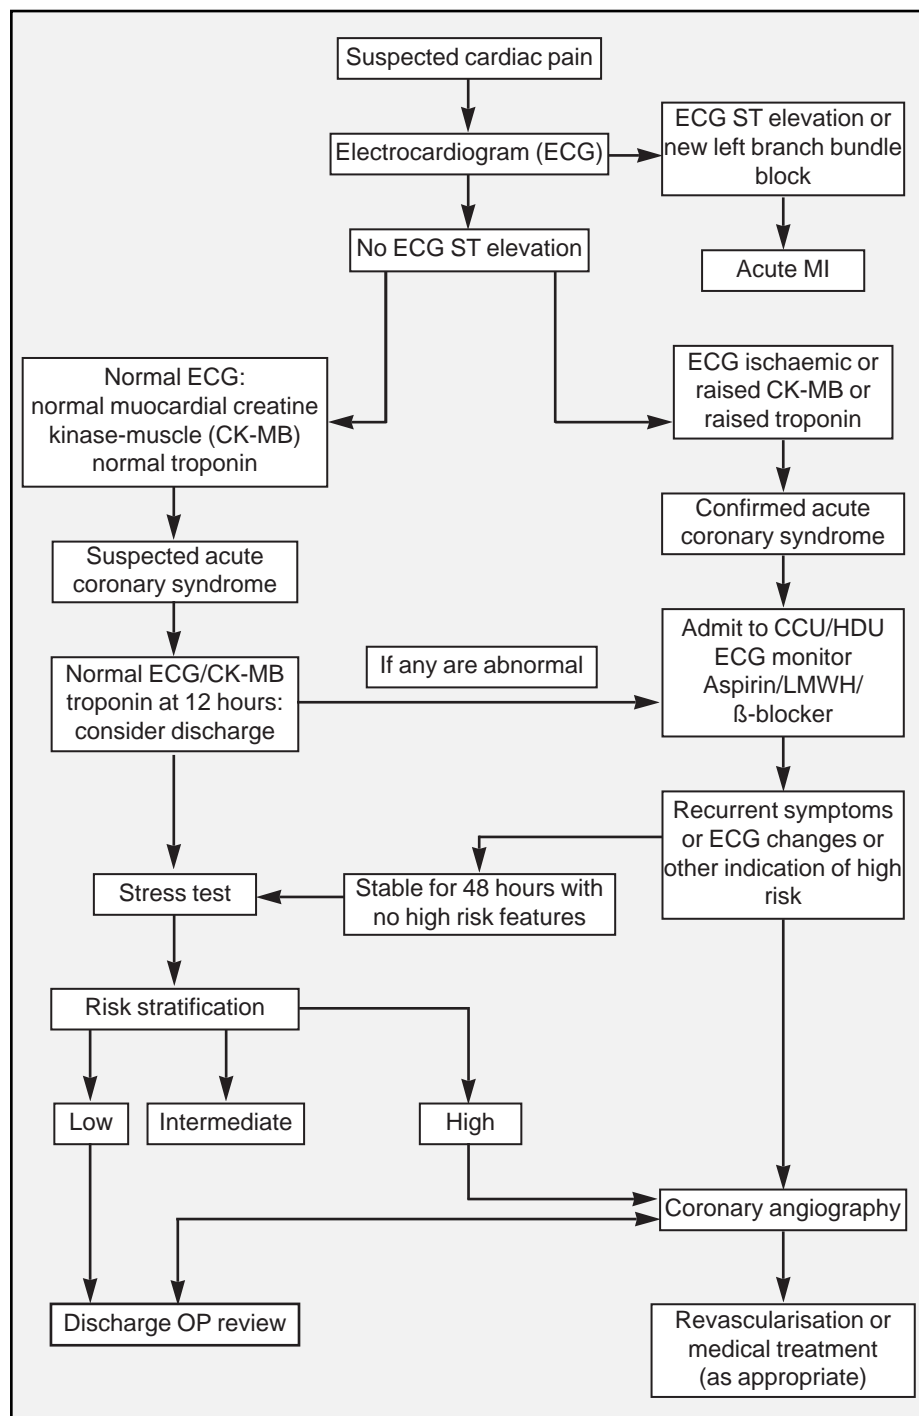 Suspected cardiac pain
Electrocardiogram (ECG)
ECG ST elevation or
new left branch bundle
block
No ECG ST elevation
Acute MI
Normal ECG:
normal muocardial creatine
kinase-muscle (CK-MB)
normal troponin
ECG ischaemic or
raised CK-MB or
raised troponin
Suspected acute
coronary syndrome
Confirmed acute
coronary syndrome
Normal ECG/CK-MB
troponin at 12 hours:
consider discharge
If any are abnormal
Admit to CCU/HDU
ECG monitor
Aspirin/LMWH/
ß-blocker
Recurrent symptoms
or ECG changes or
other indication of high
risk
Stress test
Stable for 48 hours with
no high risk features
Risk stratification
Low
Intermediate
High
Coronary angiography
Discharge OP review
Revascularisation or
medical treatment
(as appropriate)